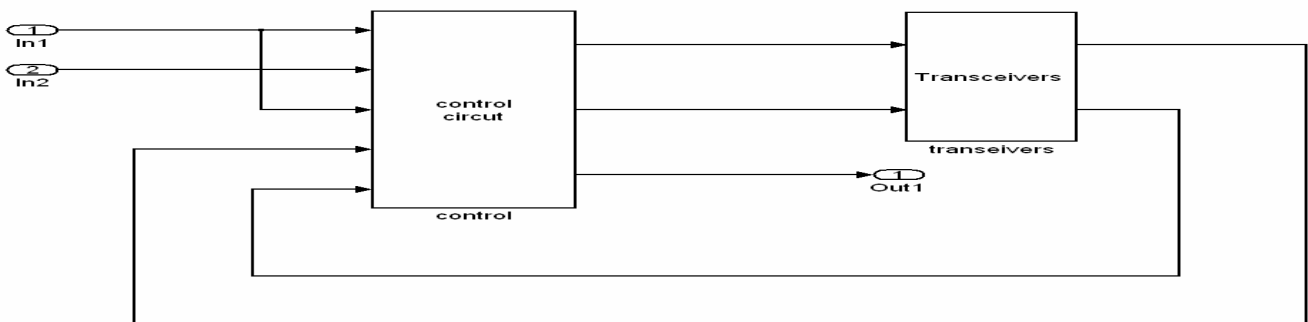 1
In1
2
In2
control
circut
control
Transceivers
transeivers
1
Out1